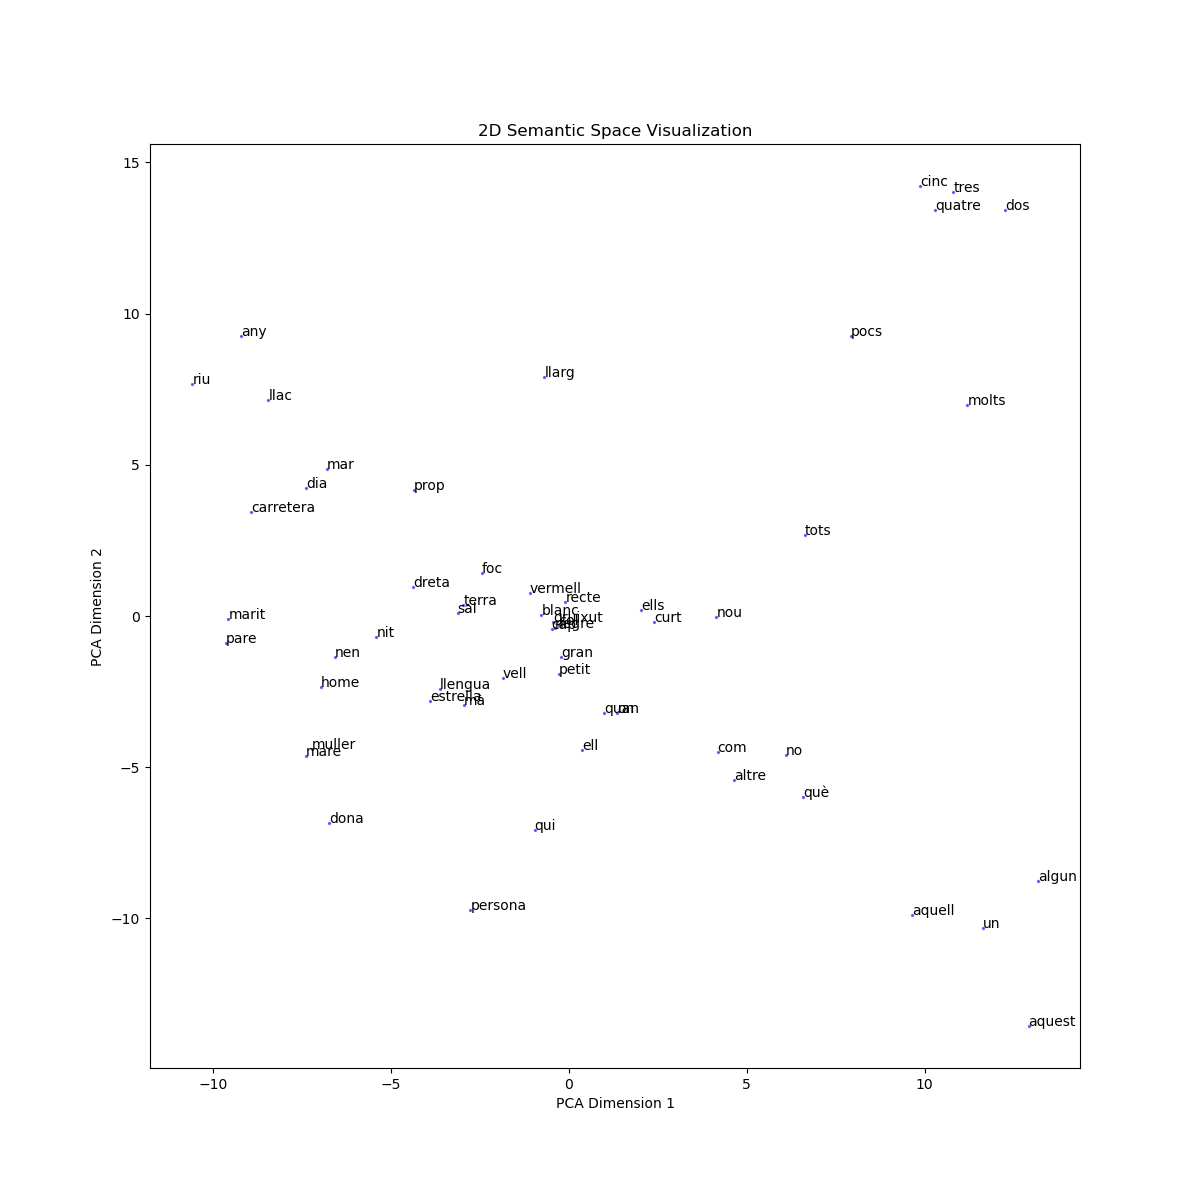 2D Semantic Space Visualization
15
cinc
tres
quatre
dos
10
any
pocs
riu
llarg
llac
molts
5
mar
dia
prop
carretera
tots
foc
dreta
vermell
recte
terra
sal
blanc
ells
0
marit
curt
nou
nit
pare
nen
gran
petit
vell
home
llengua
estrella
mà
quan
on
muller
mare
ell
com
no
−5
altre
què
dona
qui
algun
persona
−10
aquell
un
aquest
−10
−5
0
5
10
PCA Dimension 1
PCA Dimension 2